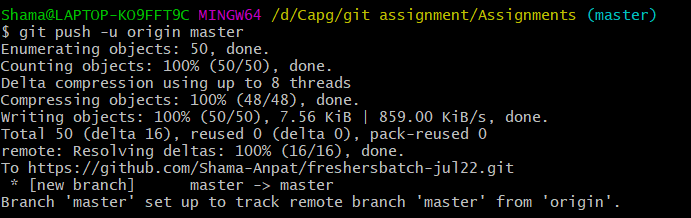 Shama@LAPTOP-KO9FFT9C MINGW64 /d/Capg/git assignment/Assignments (master)
$ git push -u origin master
Enumerating objects: 50, done.
Counting objects: 100% (50/50), done.
Delta compression using up to 8 threads
Compressing objects: 100% (48/48), done.
Writing objects: 100% (50/50), 7.56 KiB | 859.00 KiB/s, done.
Total 50 (delta 16), reused 0 (delta 0), pack-reused 0
remote: Resolving deltas: 100% (16/16), done.
To https://github.com/Shama-Anpat/freshersbatch-jul22.git
 * [new branch]      master -> master
Branch 'master' set up to track remote branch 'master' from 'origin'.